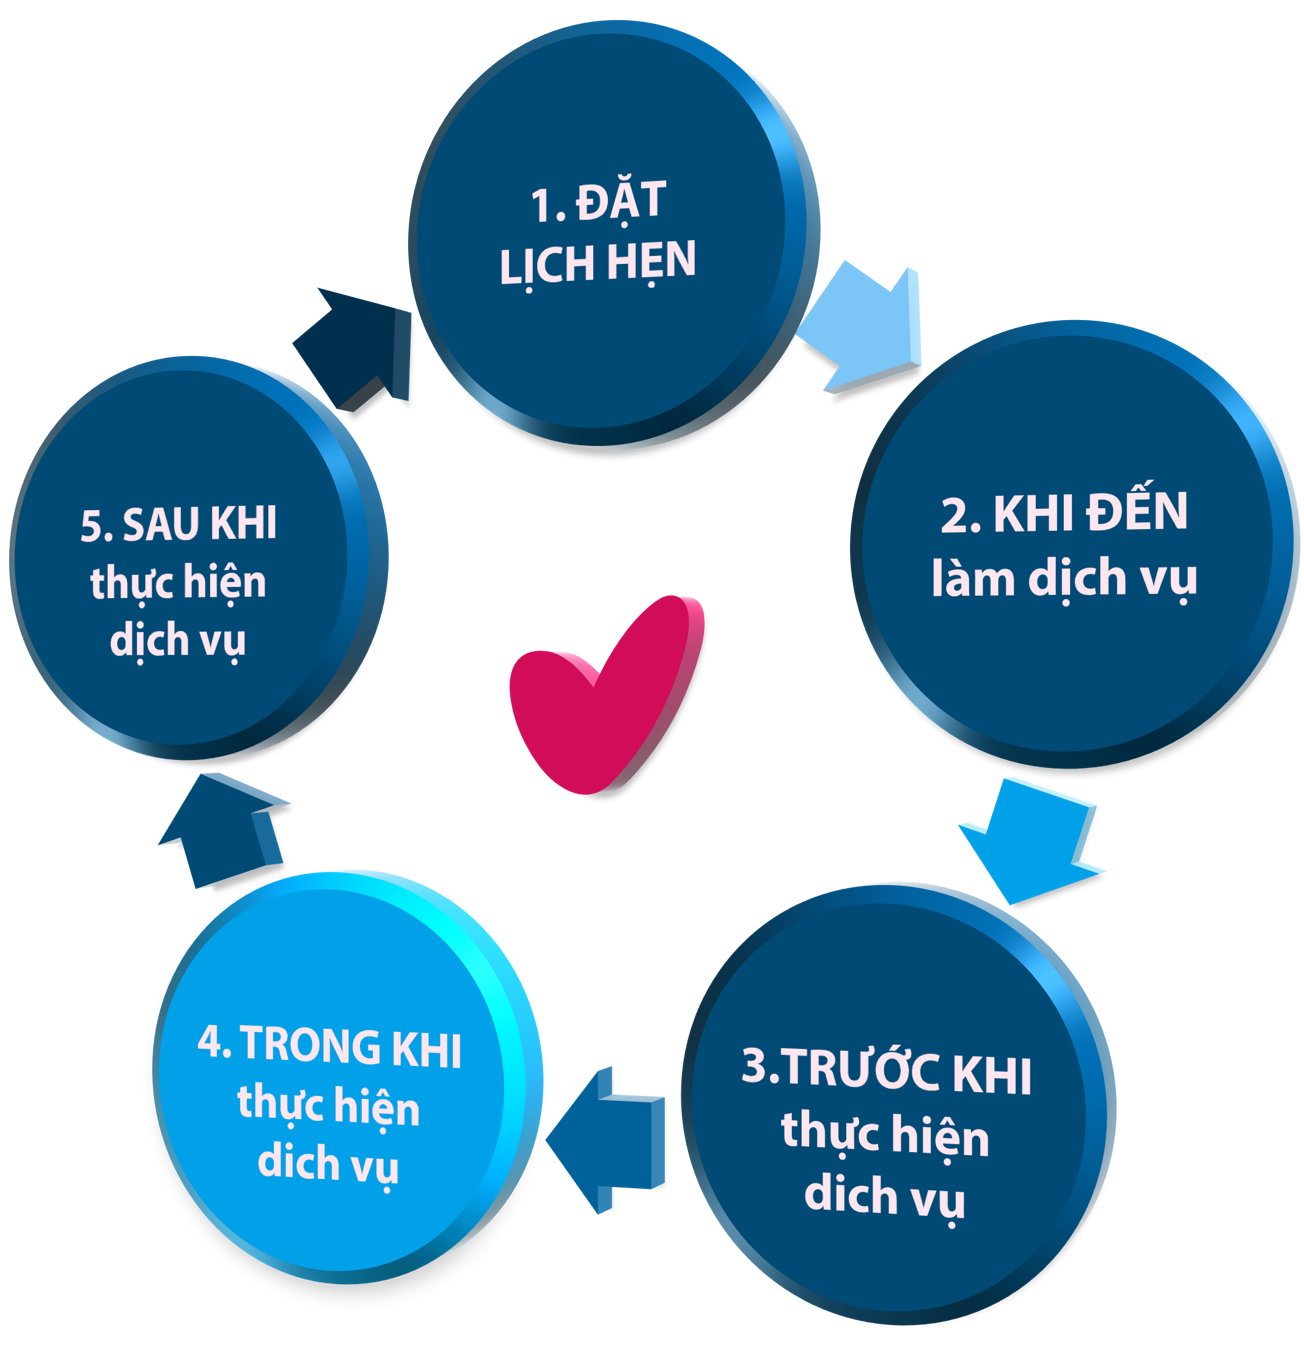 1. ĐẶT
LỊCH HẸN
2. KHI ĐẾN
làm dịch vụ
3.TRƯỚC KHI
thực hiện
dich vụ
4. TRONG KHI
thực hiện
dich vụ
5. SAU KHI
thực hiện
dịch vụ